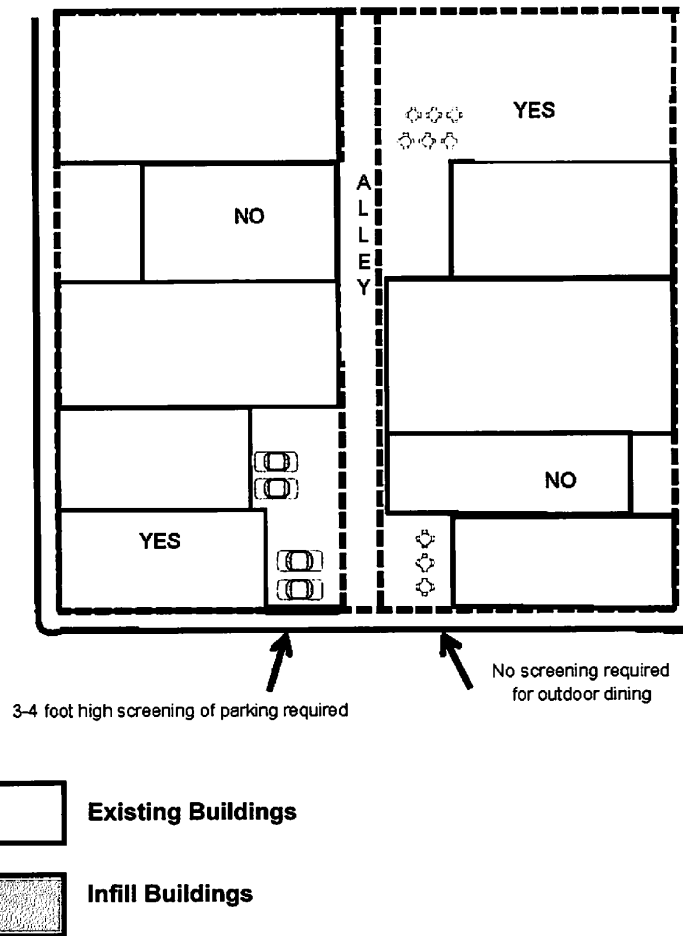 YES
NO
ALLEY
NO
YES
No screening required
for outdoor dining
3-4 foot high screening of parking required
Existing Buildings
Infill Buildings